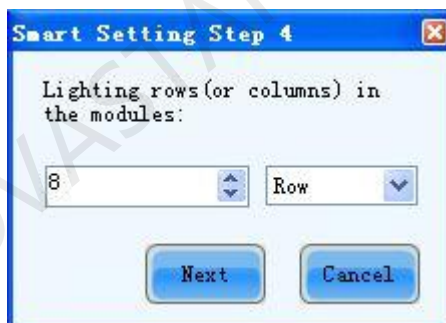 Smart Setting Step 4
Lighting rows(or columns) in
the modules:
8
Row
Next
Cancel